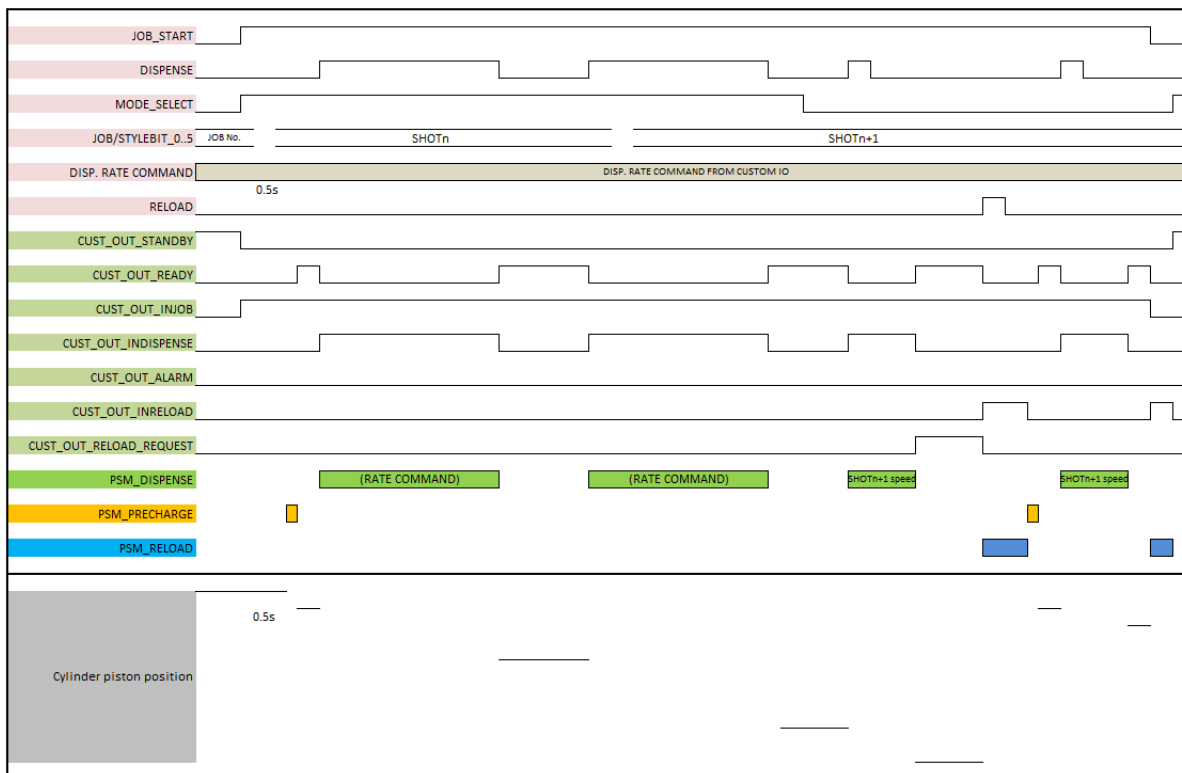 JOB_START
DISPENSE
MODE_SELECT
JOB/STYLEBIT_0..5 JOB No. SHOTn SHOTn+1
DISP. RATE COMMAND DISP. RATE COMMAND FROM CUSTOM IO
0.5s
RELOAD
CUST_OUT_STANDBY
CUST_OUT_READY
CUST_OUT_INJOB
CUST_OUT_INDISPENSE
CUST_OUT_ALARM
CUST_OUT_INRELOAD
CUST_OUT_RELOAD_REQUEST
PSM_DISPENSE (RATE COMMAND) (RATE COMMAND) SHOTn+1 speed SHOTn+1 speed
PSM_PRECHARGE
PSM_RELOAD
0.5s
Cylinder piston position